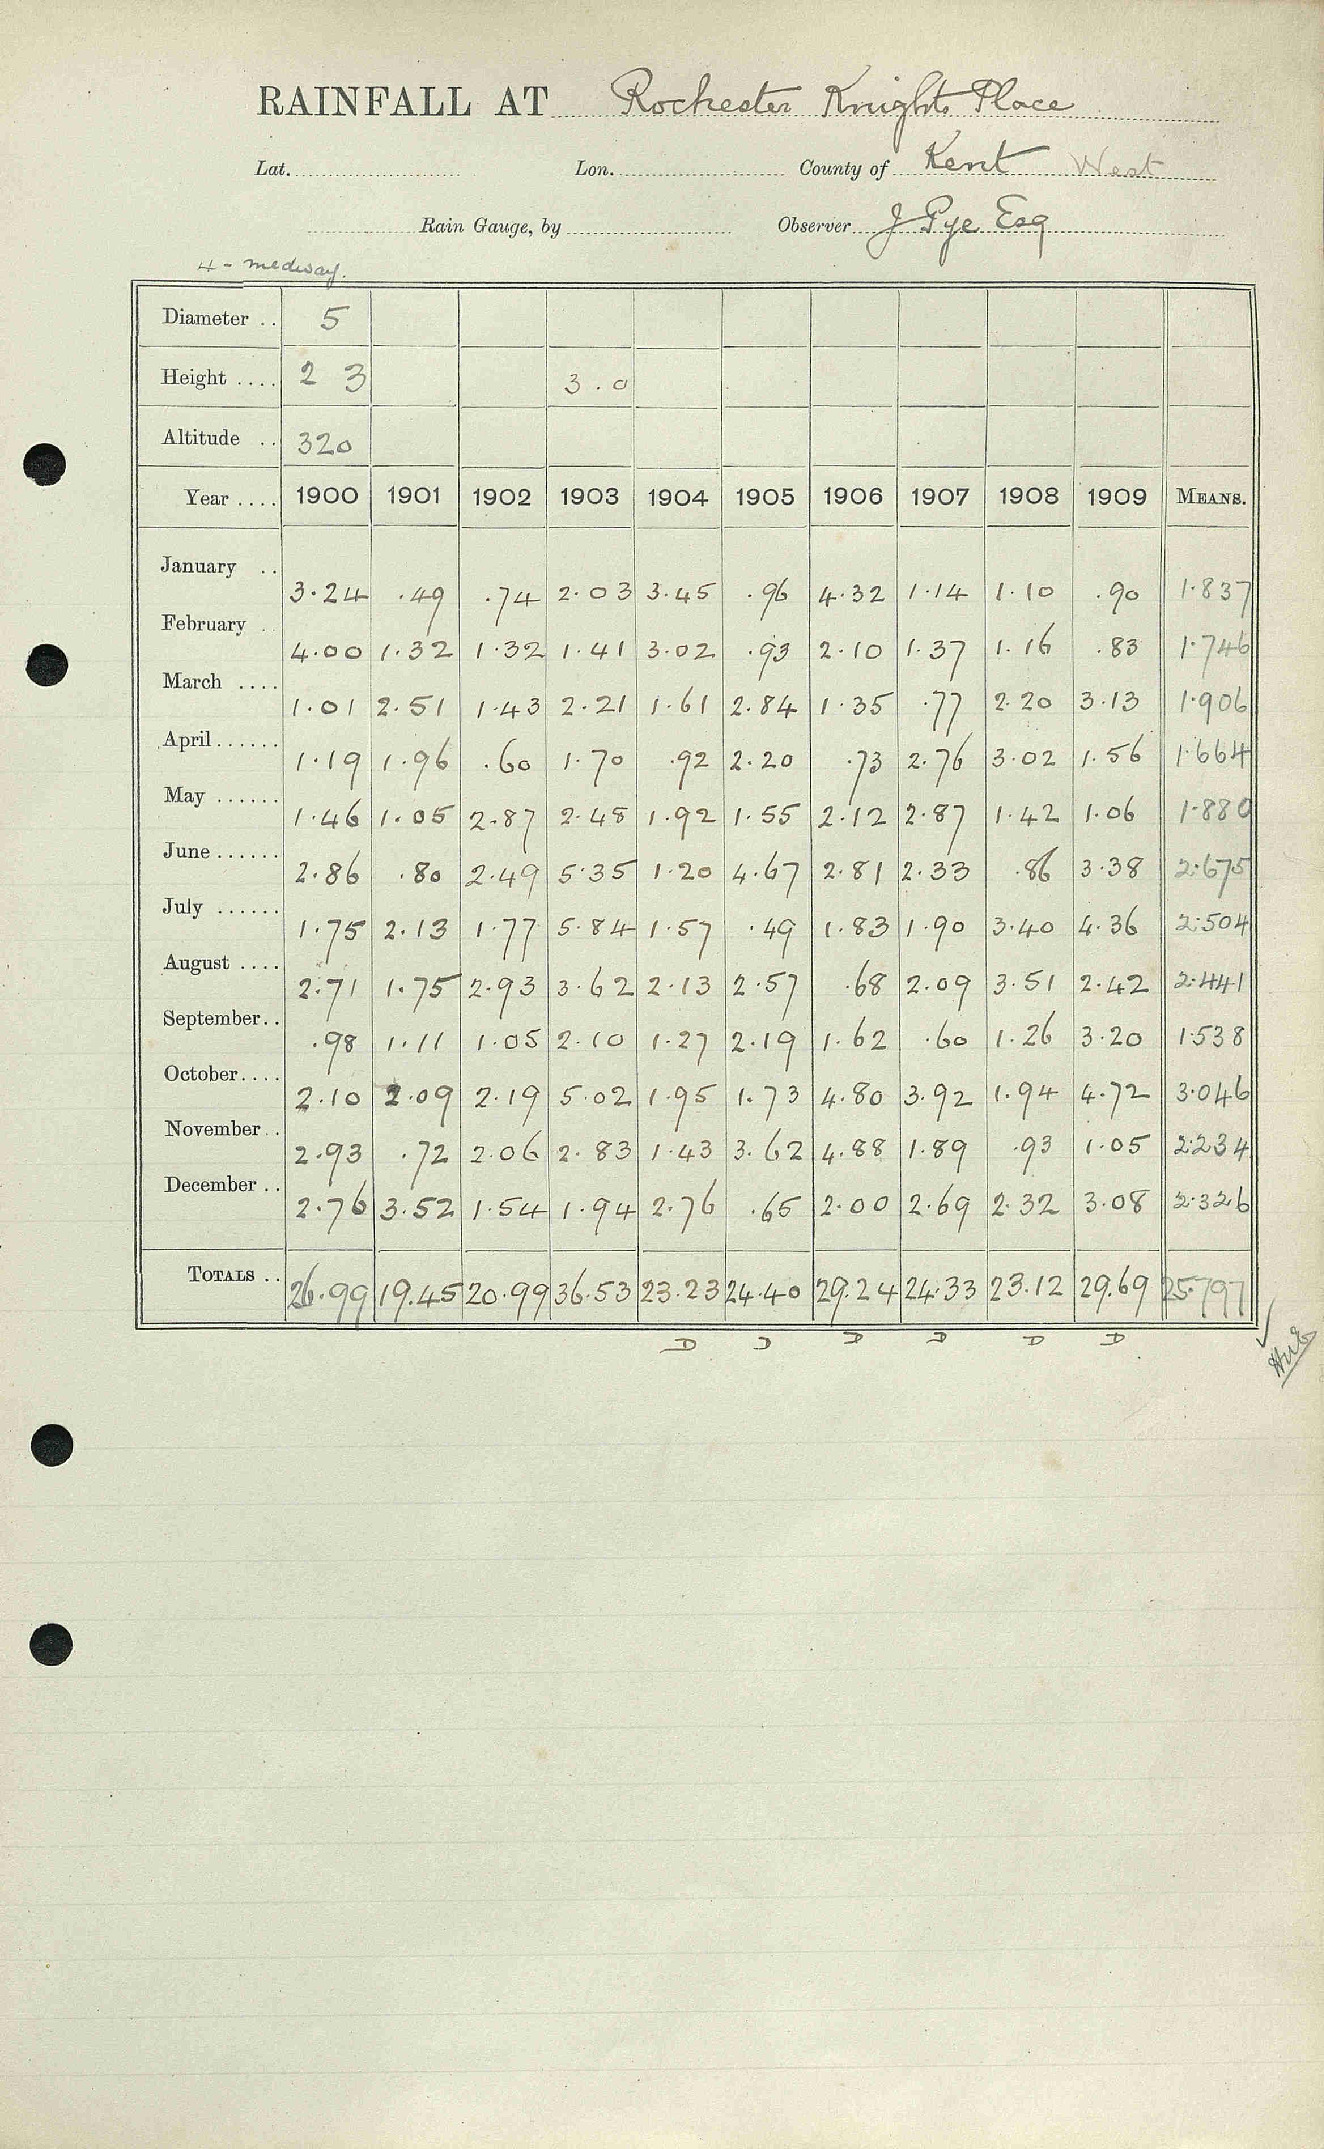 RAINFALL AT Rochester Knights Place
Lat. Lon. County of Kent West
Rain Gauge, by Observer J Pye Esq
4 - medway.
Diameter .. 5
Height .... 2 3 3.0
Altitude .. 320
Year .... 1900 1901 1902 1903 1904 1905 1906 1907 1908 1909 MEANS.
January .. 3.24 .49 .74 2.03 3.45 .96 4.32 1.14 1.10 .90 1.837
February . 4.00 1.32 1.32 1.41 3.02 .93 2.10 1.37 1.16 .83 1.746
March .... 1.01 2.51 1.43 2.21 1.61 2.84 1.35 .77 2.20 3.13 1.906
April...... 1.19 1.96 .60 1.70 .92 2.20 .73 2.76 3.02 1.56 1.664
May ...... 1.46 1.05 2.87 2.48 1.92 1.55 2.12 2.87 1.42 1.06 1.880
June...... 2.86 .80 2.49 5.35 1.20 4.67 2.81 2.33 .86 3.38 2.675
July ...... 1.75 2.13 1.77 5.84 1.57 .49 1.83 1.90 3.40 4.36 2.504
August .... 2.71 1.75 2.93 3.62 2.13 2.57 .68 2.09 3.51 2.42 2.441
September.. .98 1.11 1.05 2.10 1.27 2.19 1.62 .60 1.26 3.20 1.538
October.... 2.10 2.09 2.19 5.02 1.95 1.73 4.80 3.92 1.94 4.72 3.046
November .. 2.93 .72 2.06 2.83 1.43 3.62 4.88 1.89 .93 1.05 2.234
December .. 2.76 3.52 1.54 1.94 2.76 .65 2.00 2.69 2.32 3.08 2.326
TOTALS .. 26.99 19.45 20.99 36.53 23.23 24.40 29.24 24.33 23.12 29.69 25.797
D D D D D D